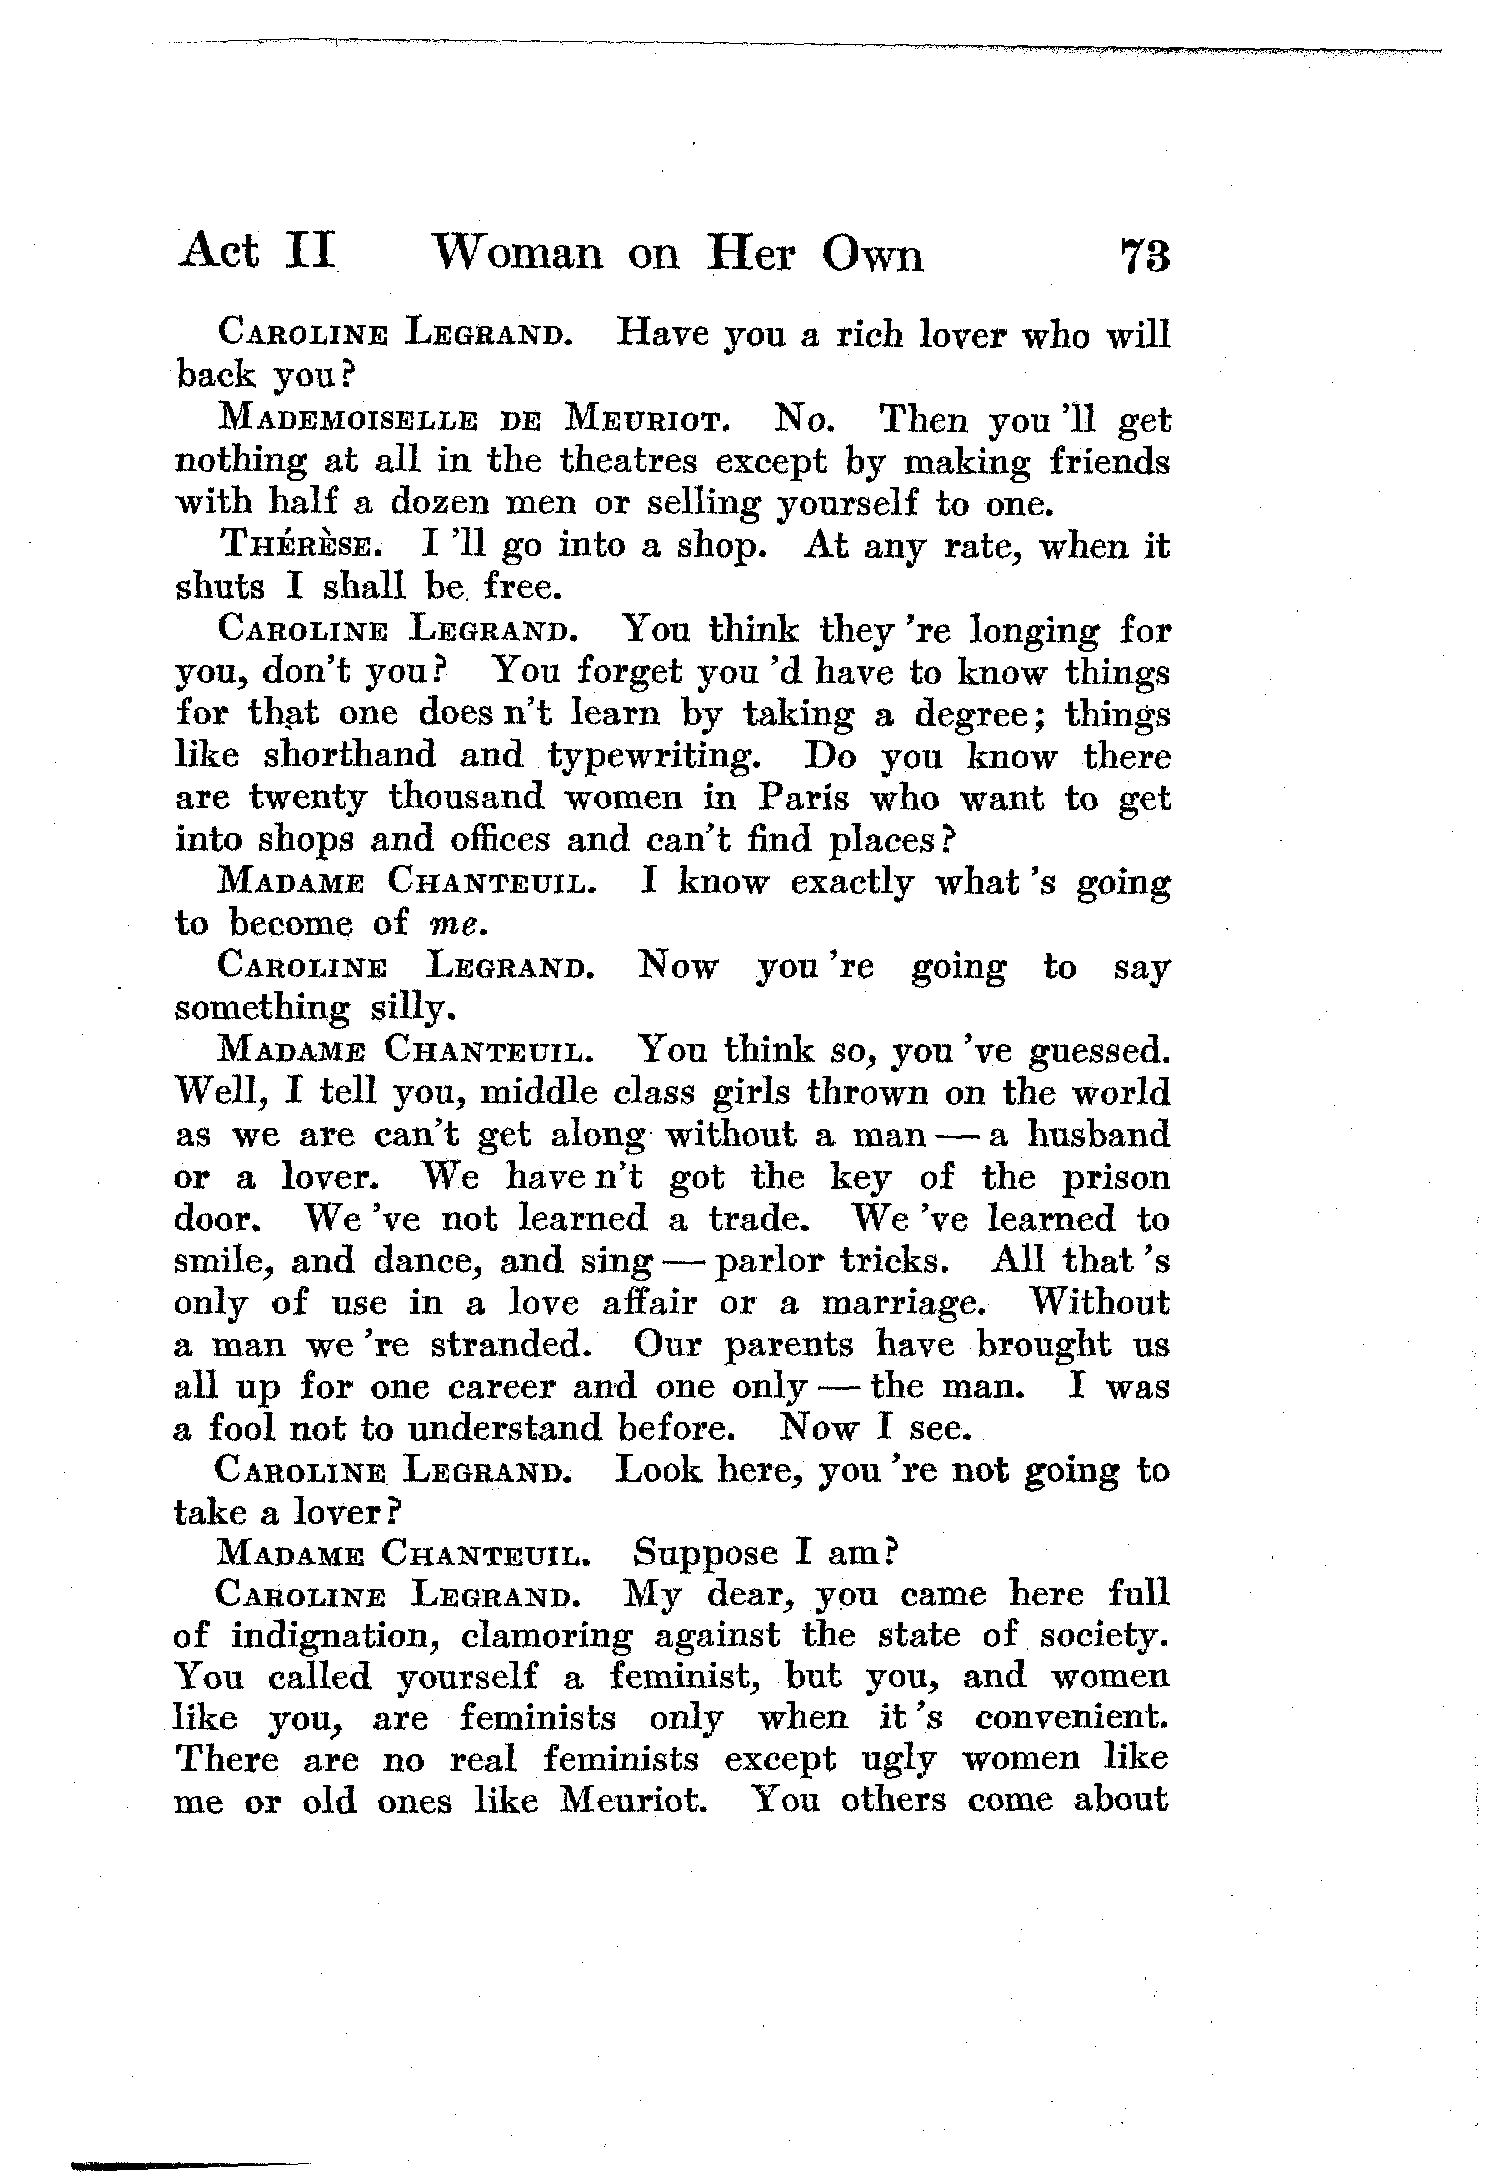 Act II Woman on Her Own 73
CAROLINE LEGRAND. Have you a rich lover who will
back you?
MADEMOISELLE DE MEURIOT. No. Then you 'll get
nothing at all in the theatres except by making friends
with half a dozen men or selling yourself to one.
THÉRÈSE. I 'll go into a shop. At any rate, when it
shuts I shall be free.
CAROLINE LEGRAND. You think they 're longing for
you, don't you? You forget you 'd have to know things
for that one does n't learn by taking a degree; things
like shorthand and typewriting. Do you know there
are twenty thousand women in Paris who want to get
into shops and offices and can't find places?
MADAME CHANTEUIL. I know exactly what 's going
to become of me.
CAROLINE LEGRAND. Now you 're going to say
something silly.
MADAME CHANTEUIL. You think so, you 've guessed.
Well, I tell you, middle class girls thrown on the world
as we are can't get along without a man — a husband
or a lover. We have n't got the key of the prison
door. We 've not learned a trade. We 've learned to
smile, and dance, and sing — parlor tricks. All that 's
only of use in a love affair or a marriage. Without
a man we 're stranded. Our parents have brought us
all up for one career and one only — the man. I was
a fool not to understand before. Now I see.
CAROLINE LEGRAND. Look here, you 're not going to
take a lover?
MADAME CHANTEUIL. Suppose I am?
CAROLINE LEGRAND. My dear, you came here full
of indignation, clamoring against the state of society.
You called yourself a feminist, but you, and women
like you, are feminists only when it 's convenient.
There are no real feminists except ugly women like
me or old ones like Meuriot. You others come about